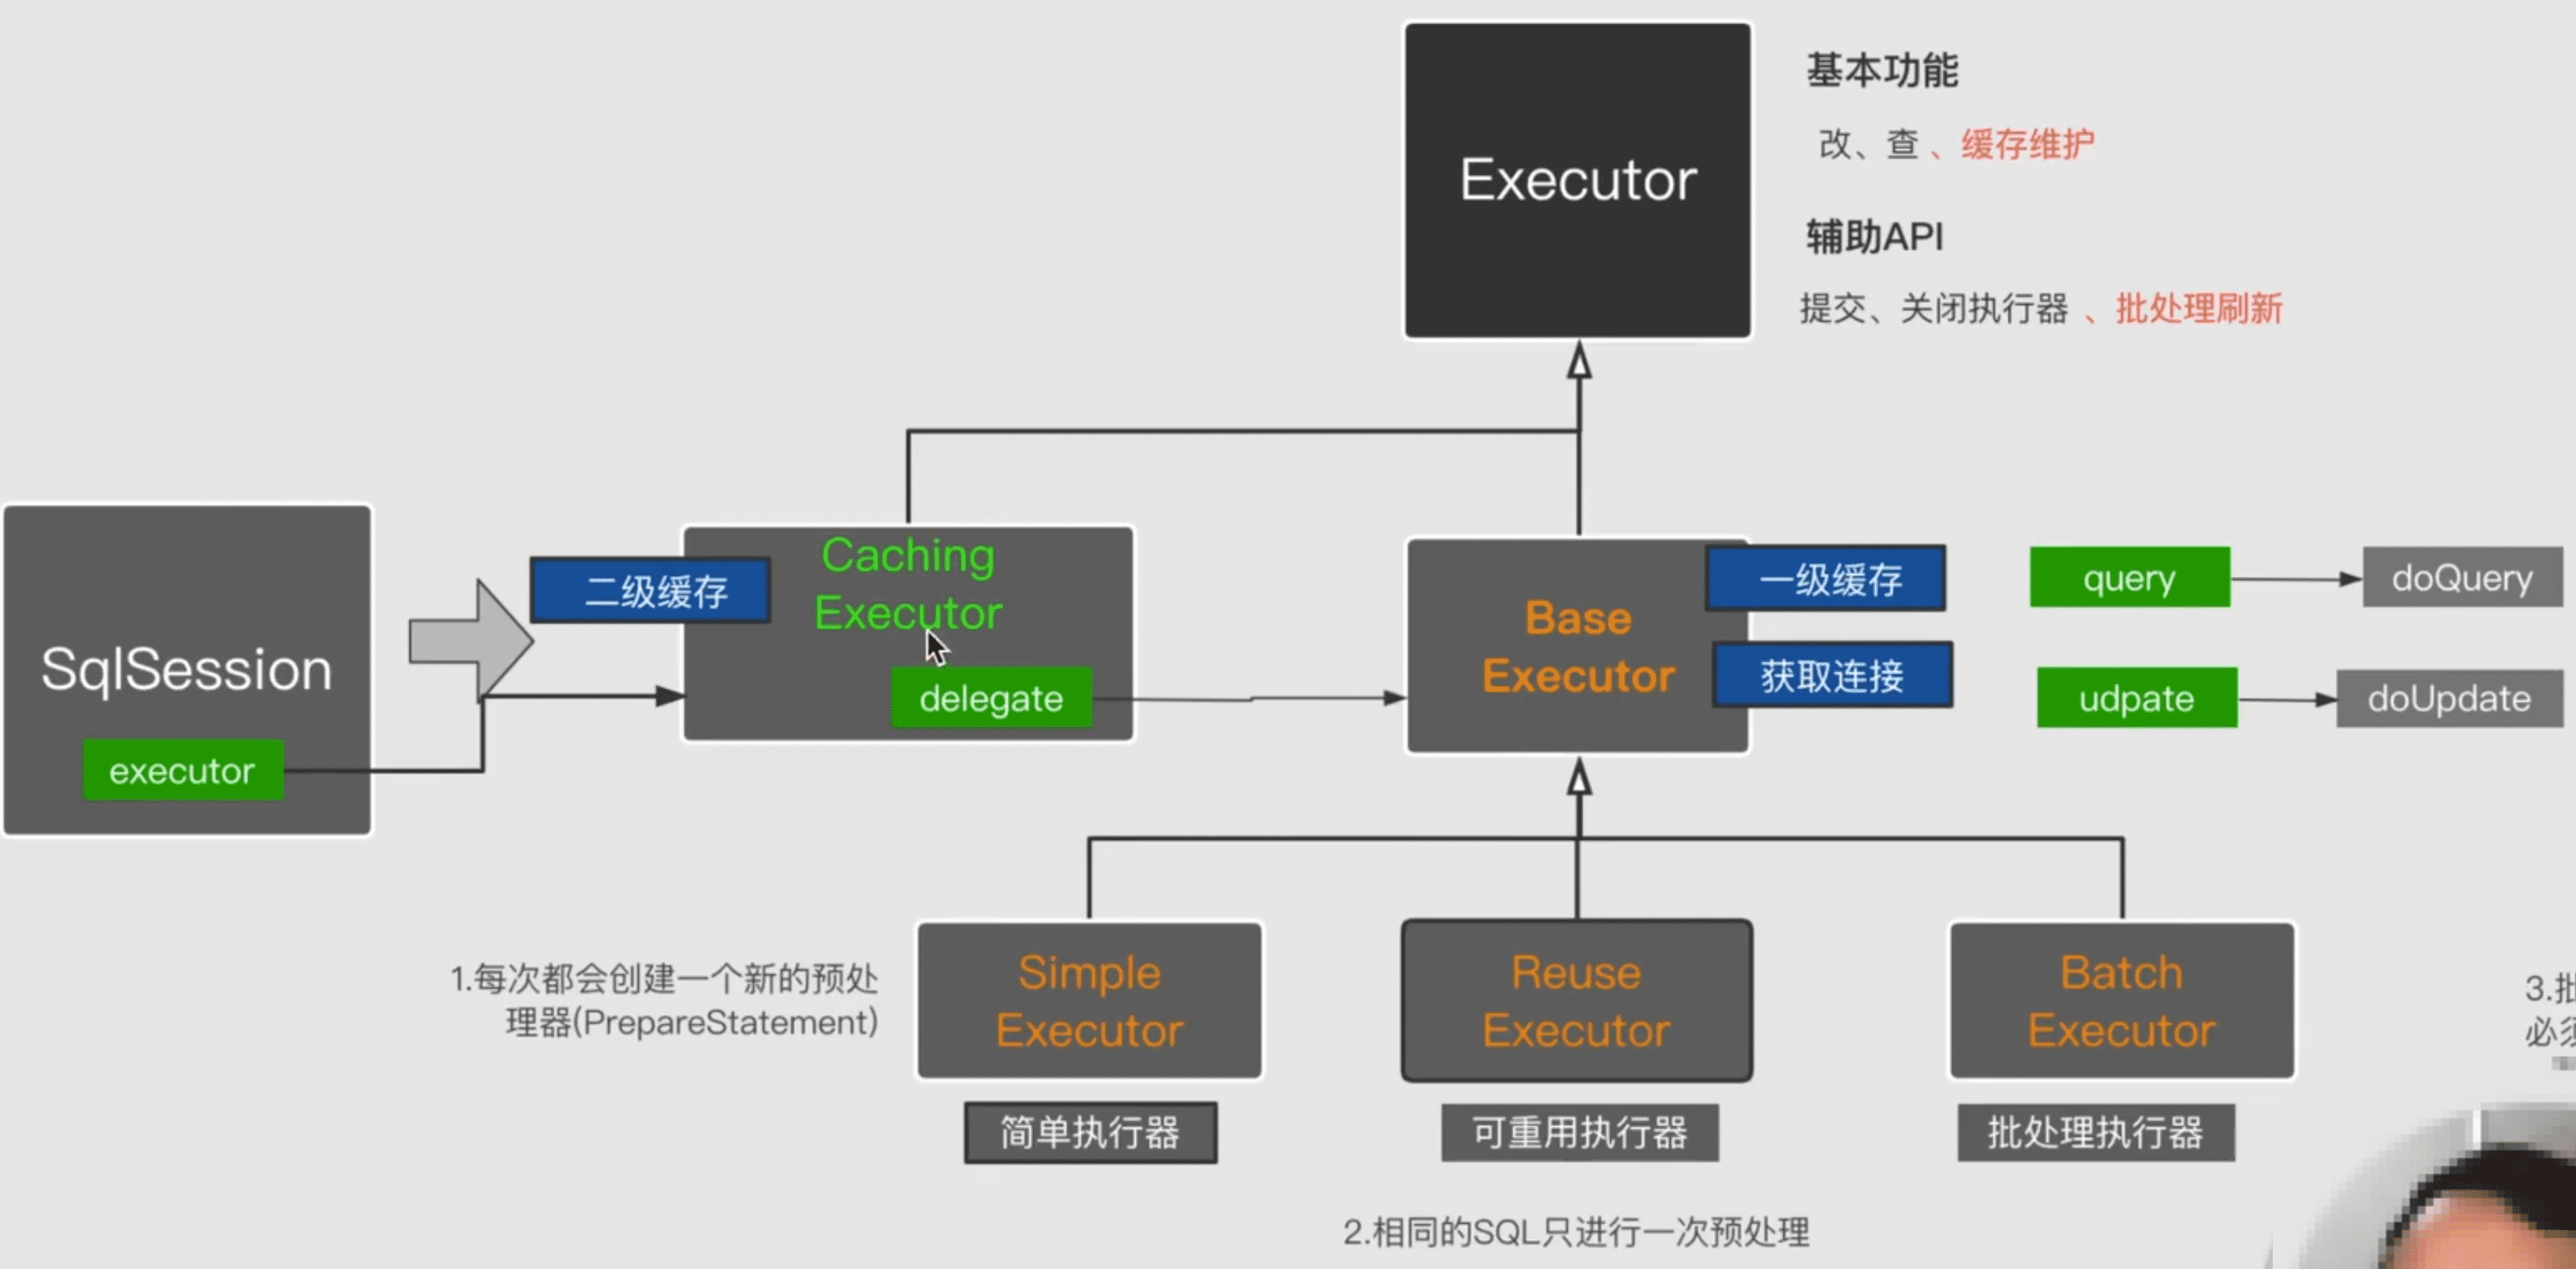 Executor
基本功能
改、查 、缓存维护
辅助API
提交、关闭执行器 、批处理刷新
SqlSession
executor
二级缓存
Caching
Executor
delegate
Base
Executor
一级缓存
获取连接
query
doQuery
udpate
doUpdate
1.每次都会创建一个新的预处
理器(PrepareStatement)
Simple
Executor
简单执行器
Reuse
Executor
可重用执行器
2.相同的SQL只进行一次预处理
Batch
Executor
批处理执行器
3.批
必须